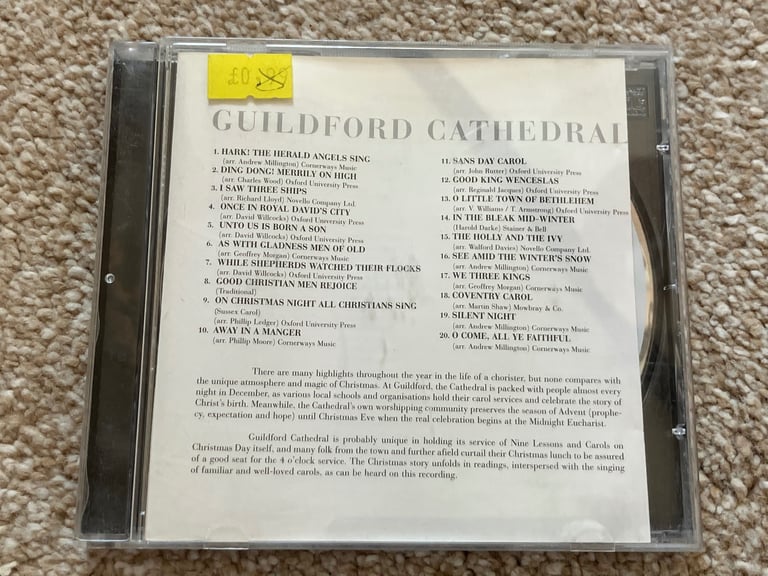 £0.99
GUILDFORD CATHEDRAL
1. HARK! THE HERALD ANGELS SING
(arr. Andrew Millington) Cornerways Music
2. DING DONG! MERRILY ON HIGH
(arr. Charles Wood) Oxford University Press
3. I SAW THREE SHIPS
(arr. Richard Lloyd) Novello Company Ltd.
4. ONCE IN ROYAL DAVID'S CITY
(arr. David Willcocks) Oxford University Press
5. UNTO US IS BORN A SON
(arr. David Willcocks) Oxford University Press
6. AS WITH GLADNESS MEN OF OLD
(arr. Geoffrey Morgan) Cornerways Music
7. WHILE SHEPHERDS WATCHED THEIR FLOCKS
(arr. David Willcocks) Oxford University Press
8. GOOD CHRISTIAN MEN REJOICE
(Traditional)
9. ON CHRISTMAS NIGHT ALL CHRISTIANS SING
(Sussex Carol)
(arr. Phillip Ledger) Oxford University Press
10. AWAY IN A MANGER
(arr. Phillip Moore) Cornerways Music
11. SANS DAY CAROL
(arr. John Rutter) Oxford University Press
12. GOOD KING WENCESLAS
(arr. Reginald Jacques) Oxford University Press
13. O LITTLE TOWN OF BETHLEHEM
(arr. V. Williams / T. Armstrong) Oxford University Press
14. IN THE BLEAK MID-WINTER
(Harold Darke) Stainer & Bell
15. THE HOLLY AND THE IVY
(arr. Walford Davies) Novello Company Ltd.
16. SEE AMID THE WINTER'S SNOW
(arr. Andrew Millington) Cornerways Music
17. WE THREE KINGS
(arr. Geoffrey Morgan) Cornerways Music
18. COVENTRY CAROL
(arr. Martin Shaw) Mowbray & Co.
19. SILENT NIGHT
(arr. Andrew Millington) Cornerways Music
20. O COME, ALL YE FAITHFUL
(arr. Andrew Millington) Cornerways Music
There are many highlights throughout the year in the life of a chorister, but none compares with
the unique atmosphere and magic of Christmas. At Guildford, the Cathedral is packed with people almost every
night in December, as various local schools and organisations hold their carol services and celebrate the story of
Christ's birth. Meanwhile, the Cathedral's own worshipping community preserves the season of Advent (prophe-
cy, expectation and hope) until Christmas Eve when the real celebration begins at the Midnight Eucharist.
Guildford Cathedral is probably unique in holding its service of Nine Lessons and Carols on
Christmas Day itself, and many folk from the town and further afield curtail their Christmas lunch to be assured
of a good seat for the 4 o'clock service. The Christmas story unfolds in readings, interspersed with the singing
of familiar and well-loved carols, as can be heard on this recording.